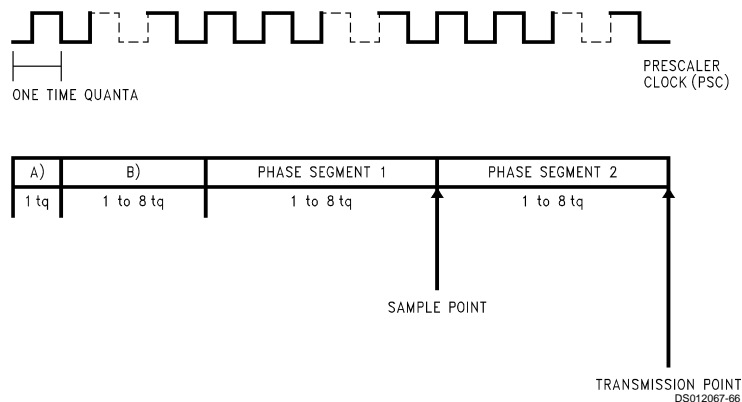 PRESCALER
CLOCK (PSC)
ONE TIME QUANTA
A) B) PHASE SEGMENT 1 PHASE SEGMENT 2
1 tq 1 to 8 tq 1 to 8 tq 1 to 8 tq
SAMPLE POINT
TRANSMISSION POINT
DS012067-66